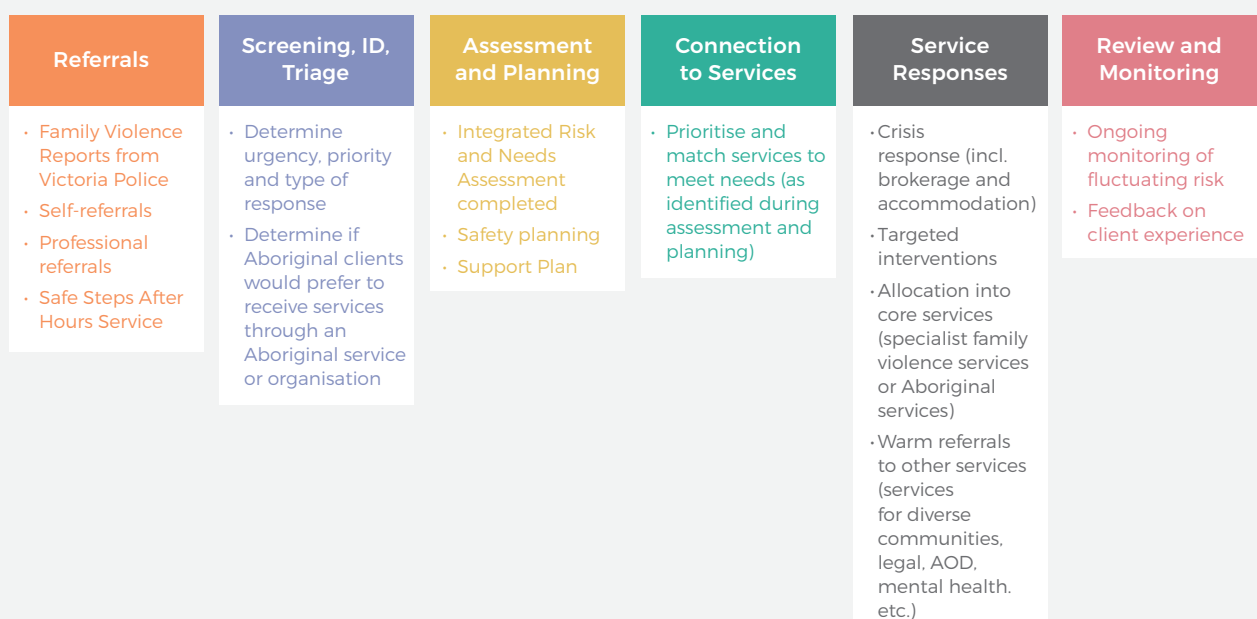 Referrals
· Family Violence
Reports from
Victoria Police
· Self-referrals
· Professional
referrals
· Safe Steps After
Hours Service
Screening, ID,
Triage
· Determine
urgency, priority
and type of
response
· Determine if
Aboriginal clients
would prefer to
receive services
through an
Aboriginal service
or organisation
Assessment
and Planning
· Integrated Risk
and Needs
Assessment
completed
· Safety planning
· Support Plan
Connection
to Services
· Prioritise and
match services to
meet needs (as
identified during
assessment and
planning)
Service
Responses
· Crisis
response (incl.
brokerage and
accommodation)
· Targeted
interventions
· Allocation into
core services
(specialist family
violence services
or Aboriginal
services)
· Warm referrals
to other services
(services
for diverse
communities,
legal, AOD,
mental health.
etc.)
Review and
Monitoring
· Ongoing
monitoring of
fluctuating risk
· Feedback on
client experience